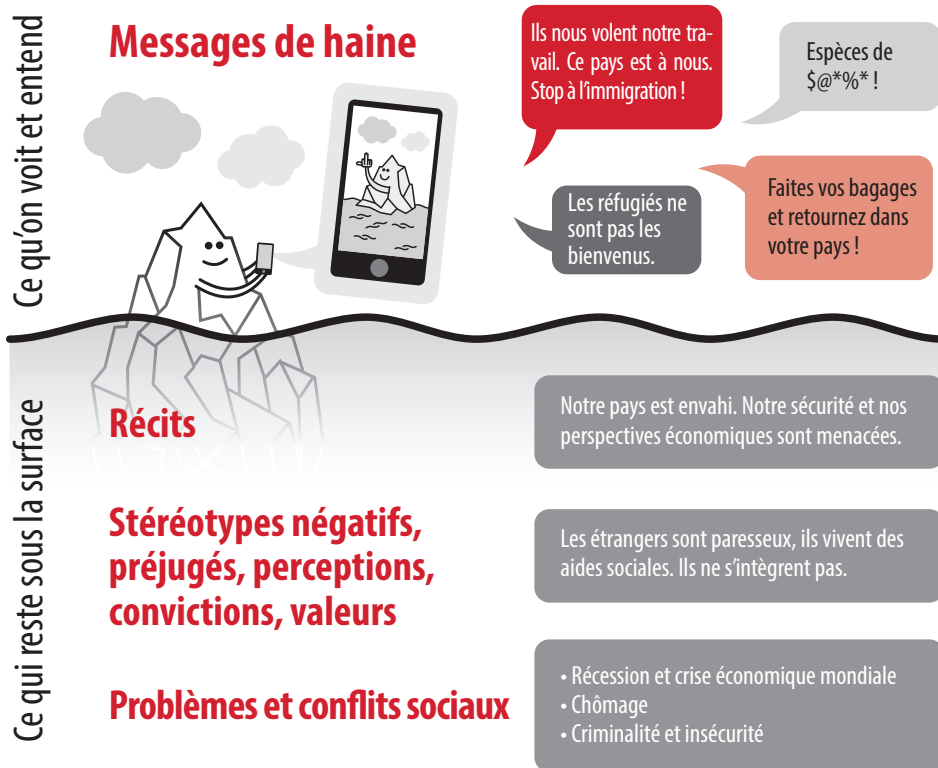 Ce qu'on voit et entend
Messages de haine
Ils nous volent notre tra-
vail. Ce pays est à nous.
Stop à l'immigration !
Espèces de
$@*%* !
Les réfugiés ne
sont pas les
bienvenus.
Faites vos bagages
et retournez dans
votre pays !
Ce qui reste sous la surface
Récits
Notre pays est envahi. Notre sécurité et nos
perspectives économiques sont menacées.
Stéréotypes négatifs,
préjugés, perceptions,
convictions, valeurs
Les étrangers sont paresseux, ils vivent des
aides sociales. Ils ne s'intègrent pas.
Problèmes et conflits sociaux
• Récession et crise économique mondiale
• Chômage
• Criminalité et insécurité